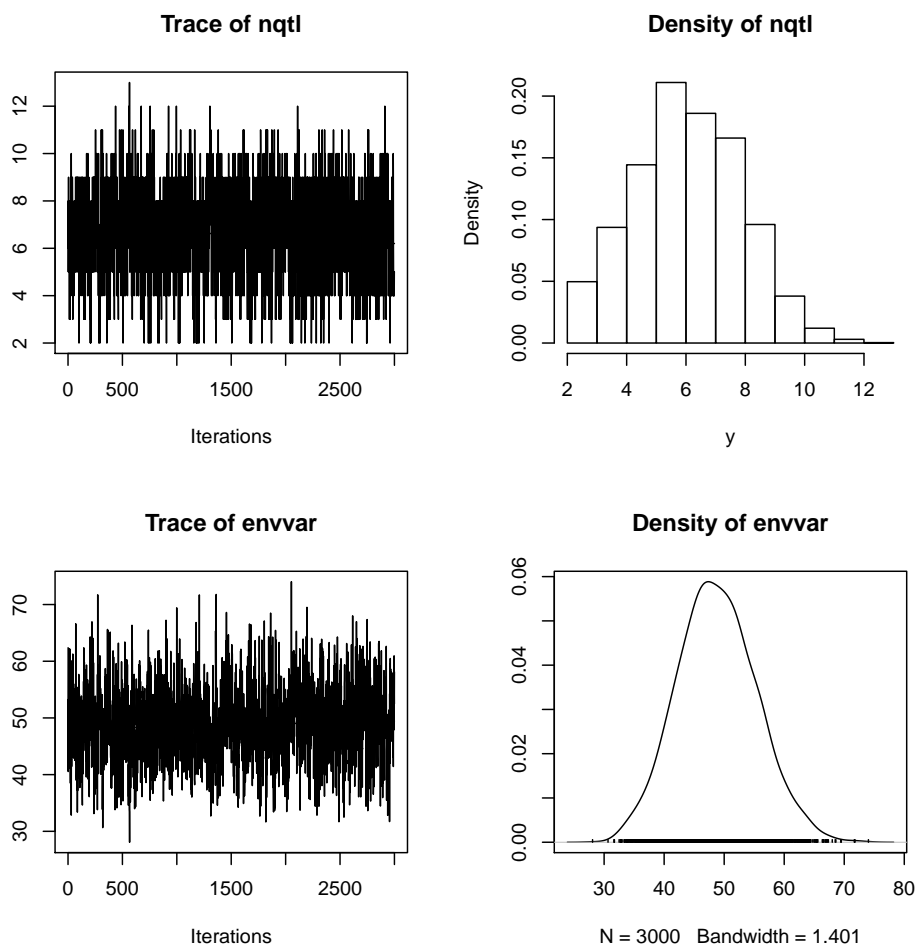 Trace of nqtl
2 4 6 8 10 12
0 500 1500 2500
Iterations
Density of nqtl
Density
0.00 0.05 0.10 0.15 0.20
2 4 6 8 10 12
y
Trace of envvar
30 40 50 60 70
0 500 1500 2500
Iterations
Density of envvar
0.00 0.02 0.04 0.06
30 40 50 60 70 80
N = 3000 Bandwidth = 1.401